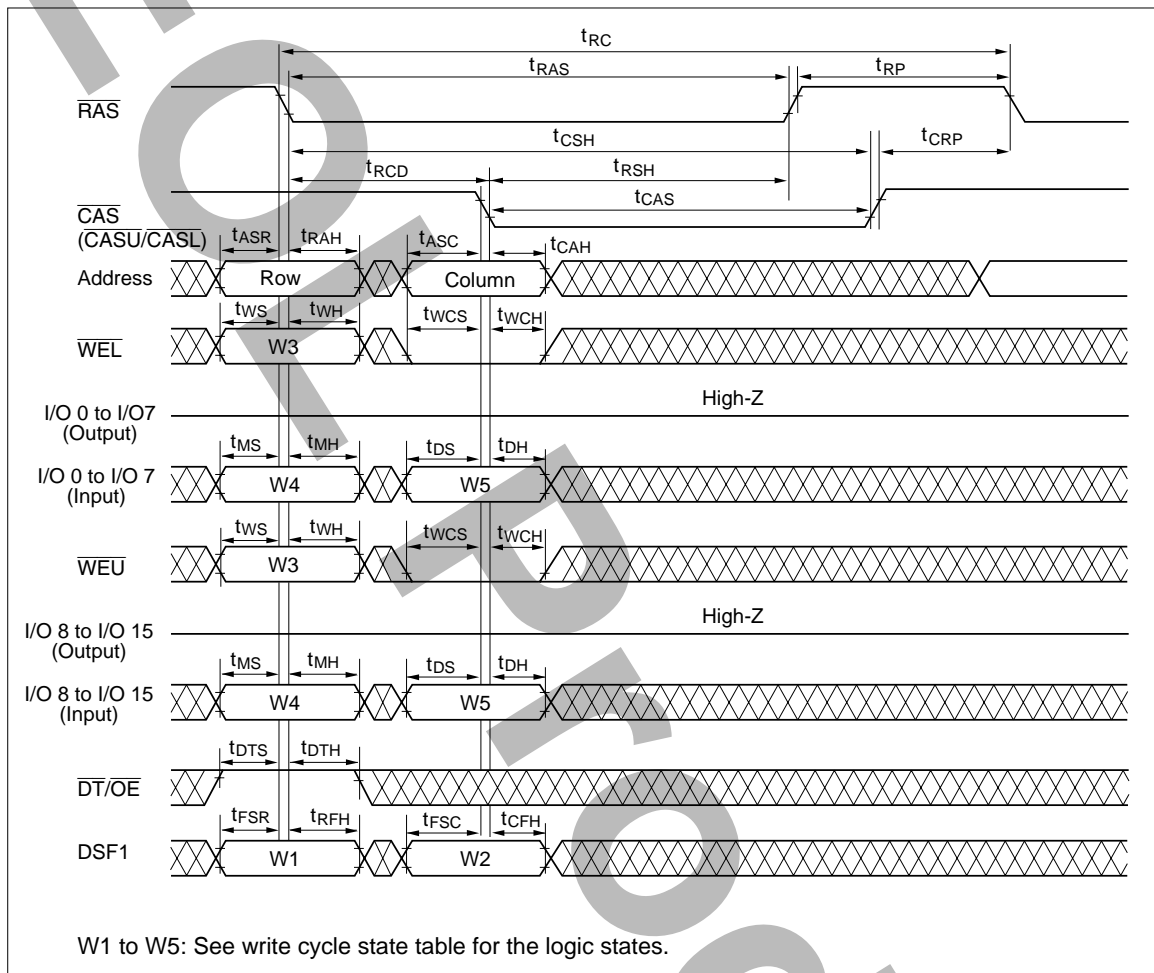 tRC
tRAS tRP
RAS
tCSH tCRP
tRCD tRSH
CAS tCAS
(CASU/CASL) tASR tRAH tASC tCAH
Address Row Column
tWS tWH tWCS tWCH
WEL W3
I/O 0 to I/O7 High-Z
(Output)
tMS tMH tDS tDH
I/O 0 to I/O 7 W4 W5
(Input)
tWS tWH tWCS tWCH
WEU W3
I/O 8 to I/O 15 High-Z
(Output)
tMS tMH tDS tDH
I/O 8 to I/O 15 W4 W5
(Input)
tDTS tDTH
DT/OE
tFSR tRFH tFSC tCFH
DSF1 W1 W2
W1 to W5: See write cycle state table for the logic states.